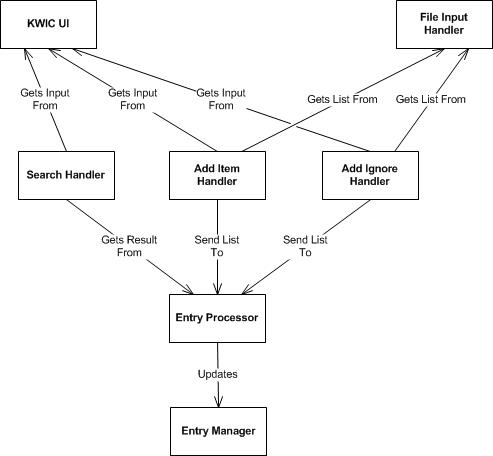 KWIC UI
File Input
Handler
Gets Input
From
Gets Input
From
Gets Input
From
Gets List From
Gets List From
Search Handler
Add Item
Handler
Add Ignore
Handler
Gets Result
From
Send List
To
Send List
To
Entry Processor
Updates
Entry Manager